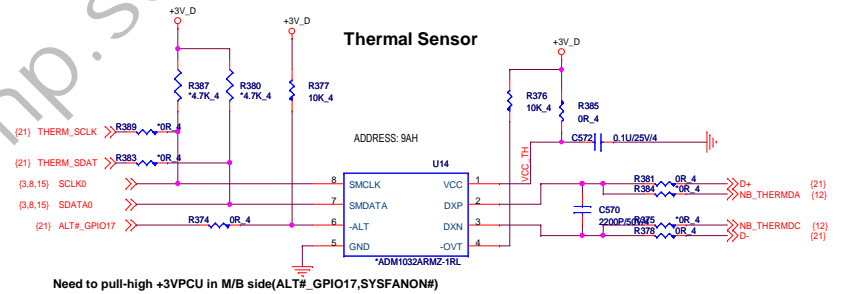 +3V_D
+3V_D
Thermal Sensor
+3V_D
R387
*4.7K_4
R380
*4.7K_4
R377
10K_4
R376
10K_4
R385
0R_4
R389
*0R_4
{21} THERM_SCLK
ADDRESS: 9AH
C572
0.1U/25V/4
{21} THERM_SDAT
R383
*0R_4
U14
VCC_TH
{3,8,15} SCLK0
8
SMCLK
VCC
1
R381
0R_4
D+
{21}
R384
*0R_4
NB_THERMDA
{12}
{3,8,15} SDATA0
7
SMDATA
DXP
2
C570
2200P/50V/4
{21} ALT#_GPIO17
R374
0R_4
6
-ALT
DXN
3
R375
*0R_4
NB_THERMDC
{12}
R378
0R_4
D-
{21}
5
GND
-OVT
4
*ADM1032ARMZ-1RL
Need to pull-high +3VPCU in M/B side(ALT#_GPIO17,SYSFANON#)